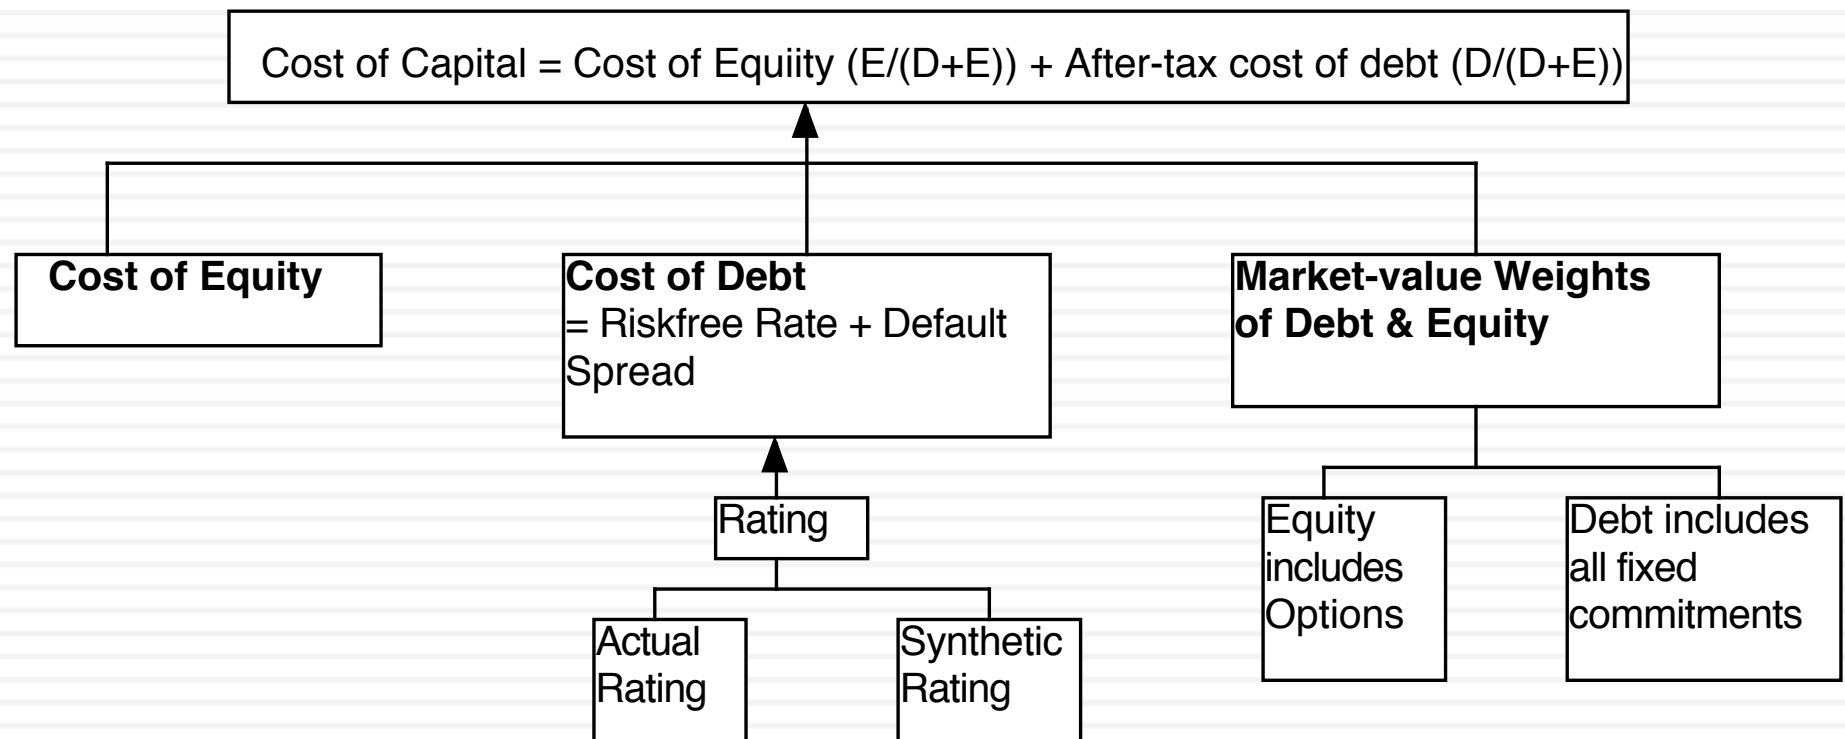 Cost of Capital = Cost of Equiity (E/(D+E)) + After-tax cost of debt (D/(D+E))
Cost of Equity
Cost of Debt
= Riskfree Rate + Default
Spread
Market-value Weights
of Debt & Equity
Rating
Actual
Rating
Synthetic
Rating
Equity
includes
Options
Debt includes
all fixed
commitments